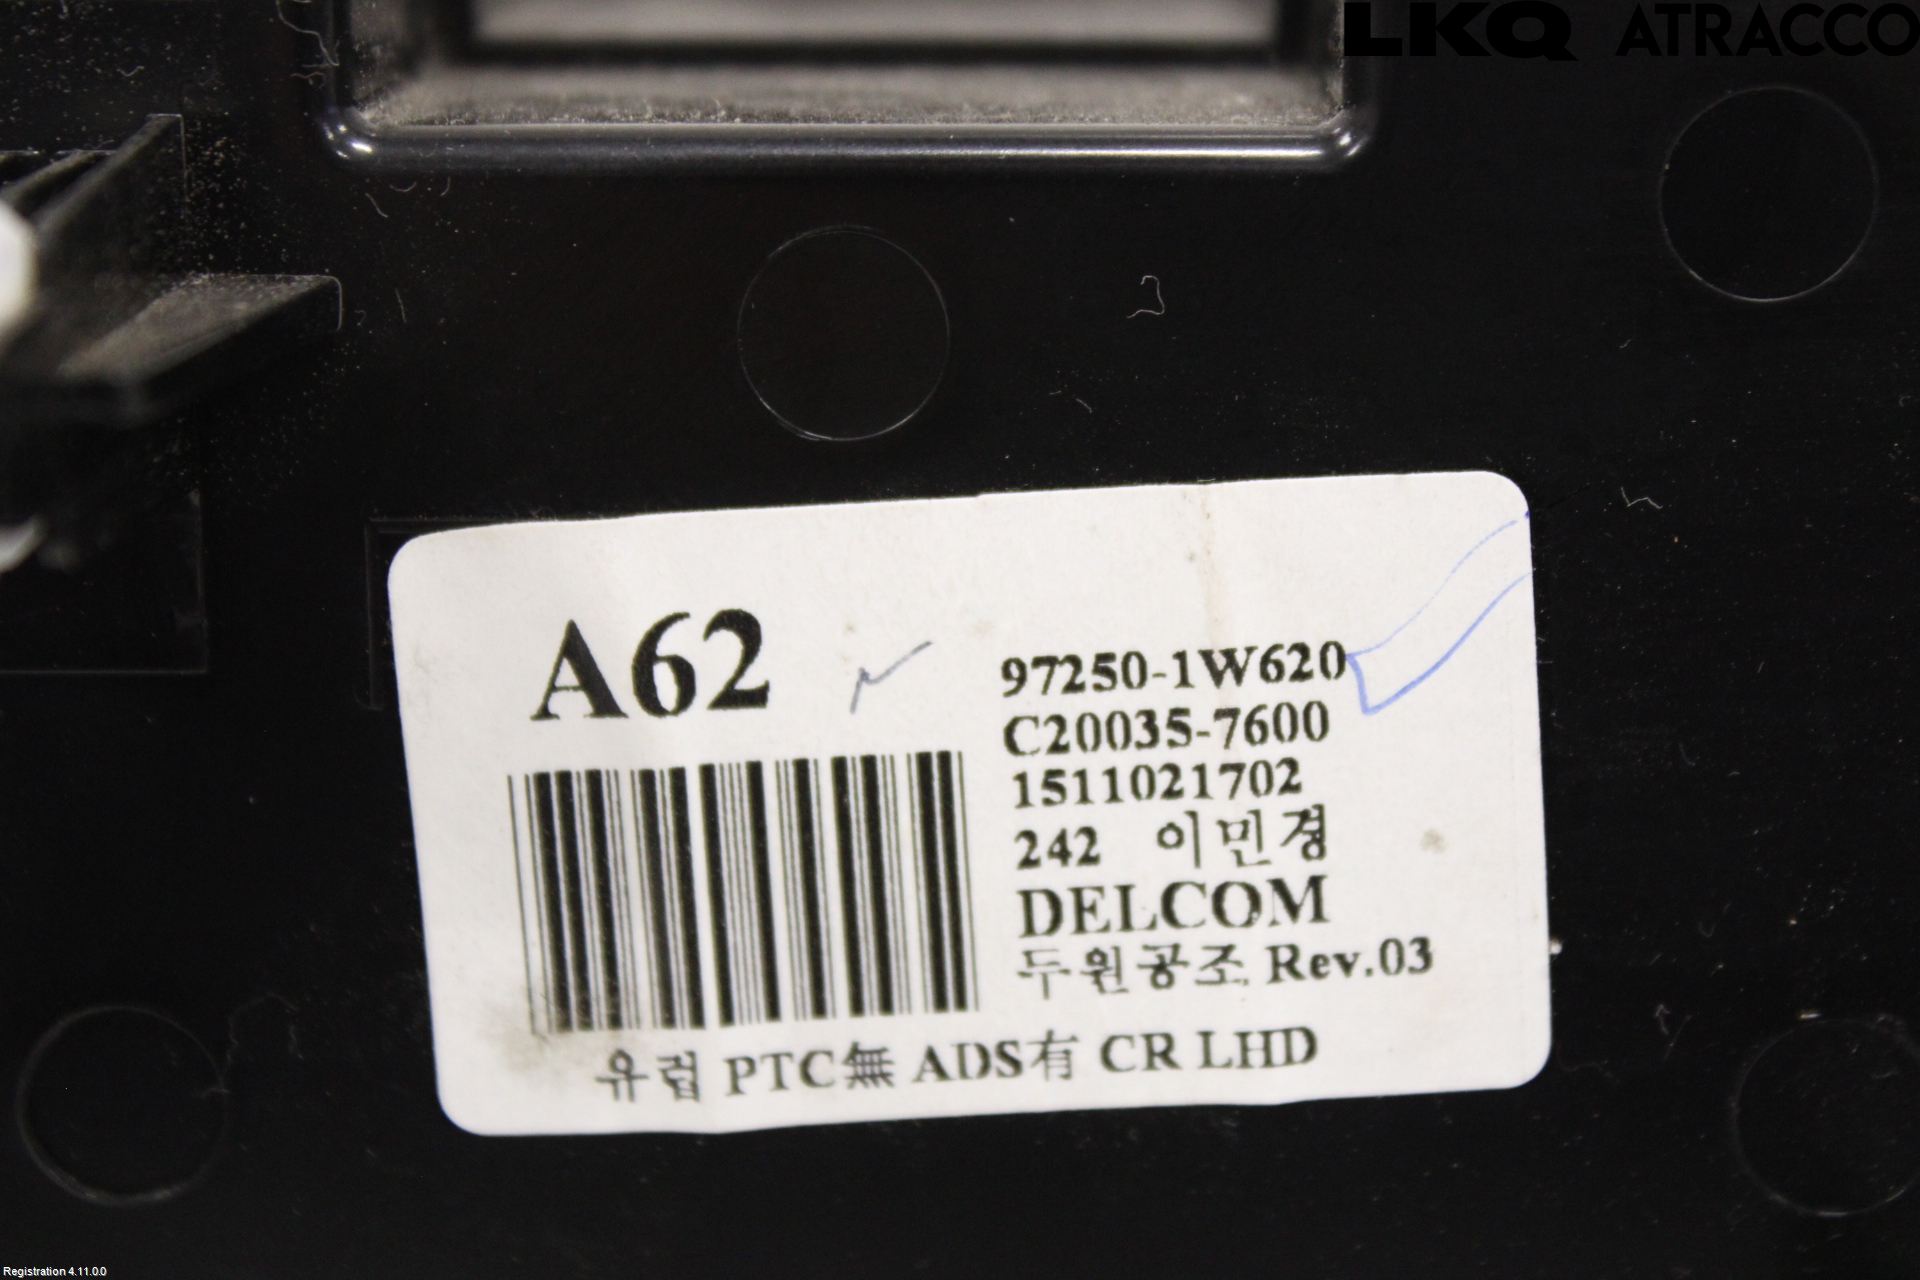 LKQ ATRACCO
A62
97250-1W620
C20035-7600
1511021702
242 이민경
DELCOM
두원공조 Rev.03
유럽 PTC無 ADS有 CR LHD
Registration 4.11.0.0